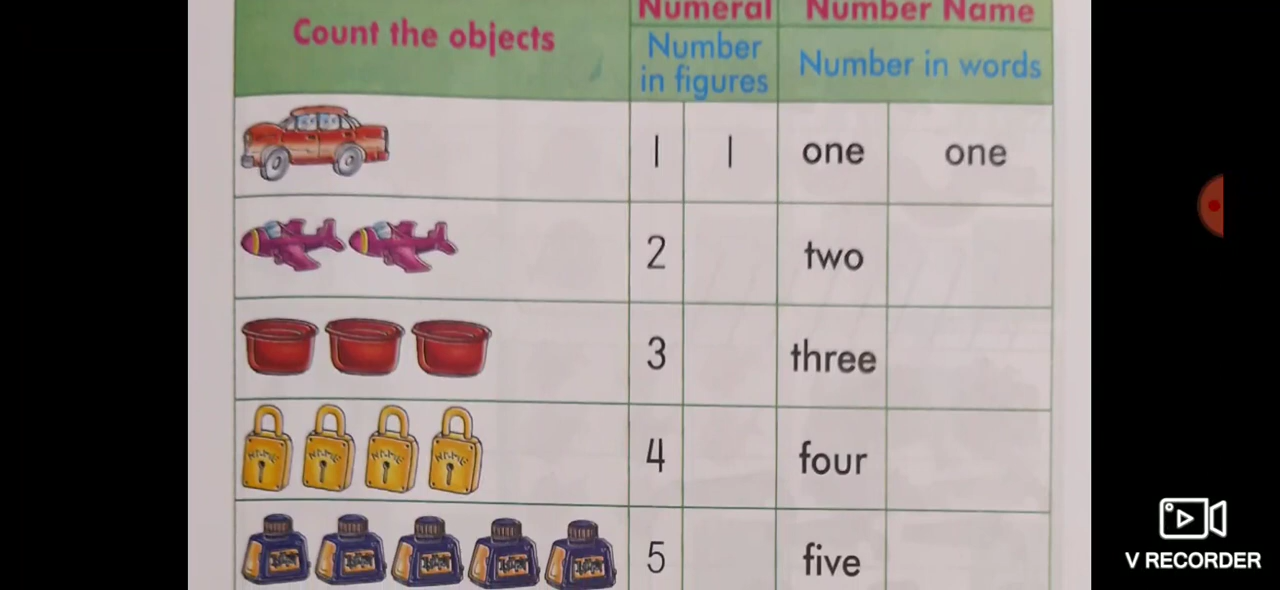 Count the objects
Numeral
Number Name
Number
in figures
Number in words
1 1 one one
2 two
3 three
4 four
5 five
V RECORDER